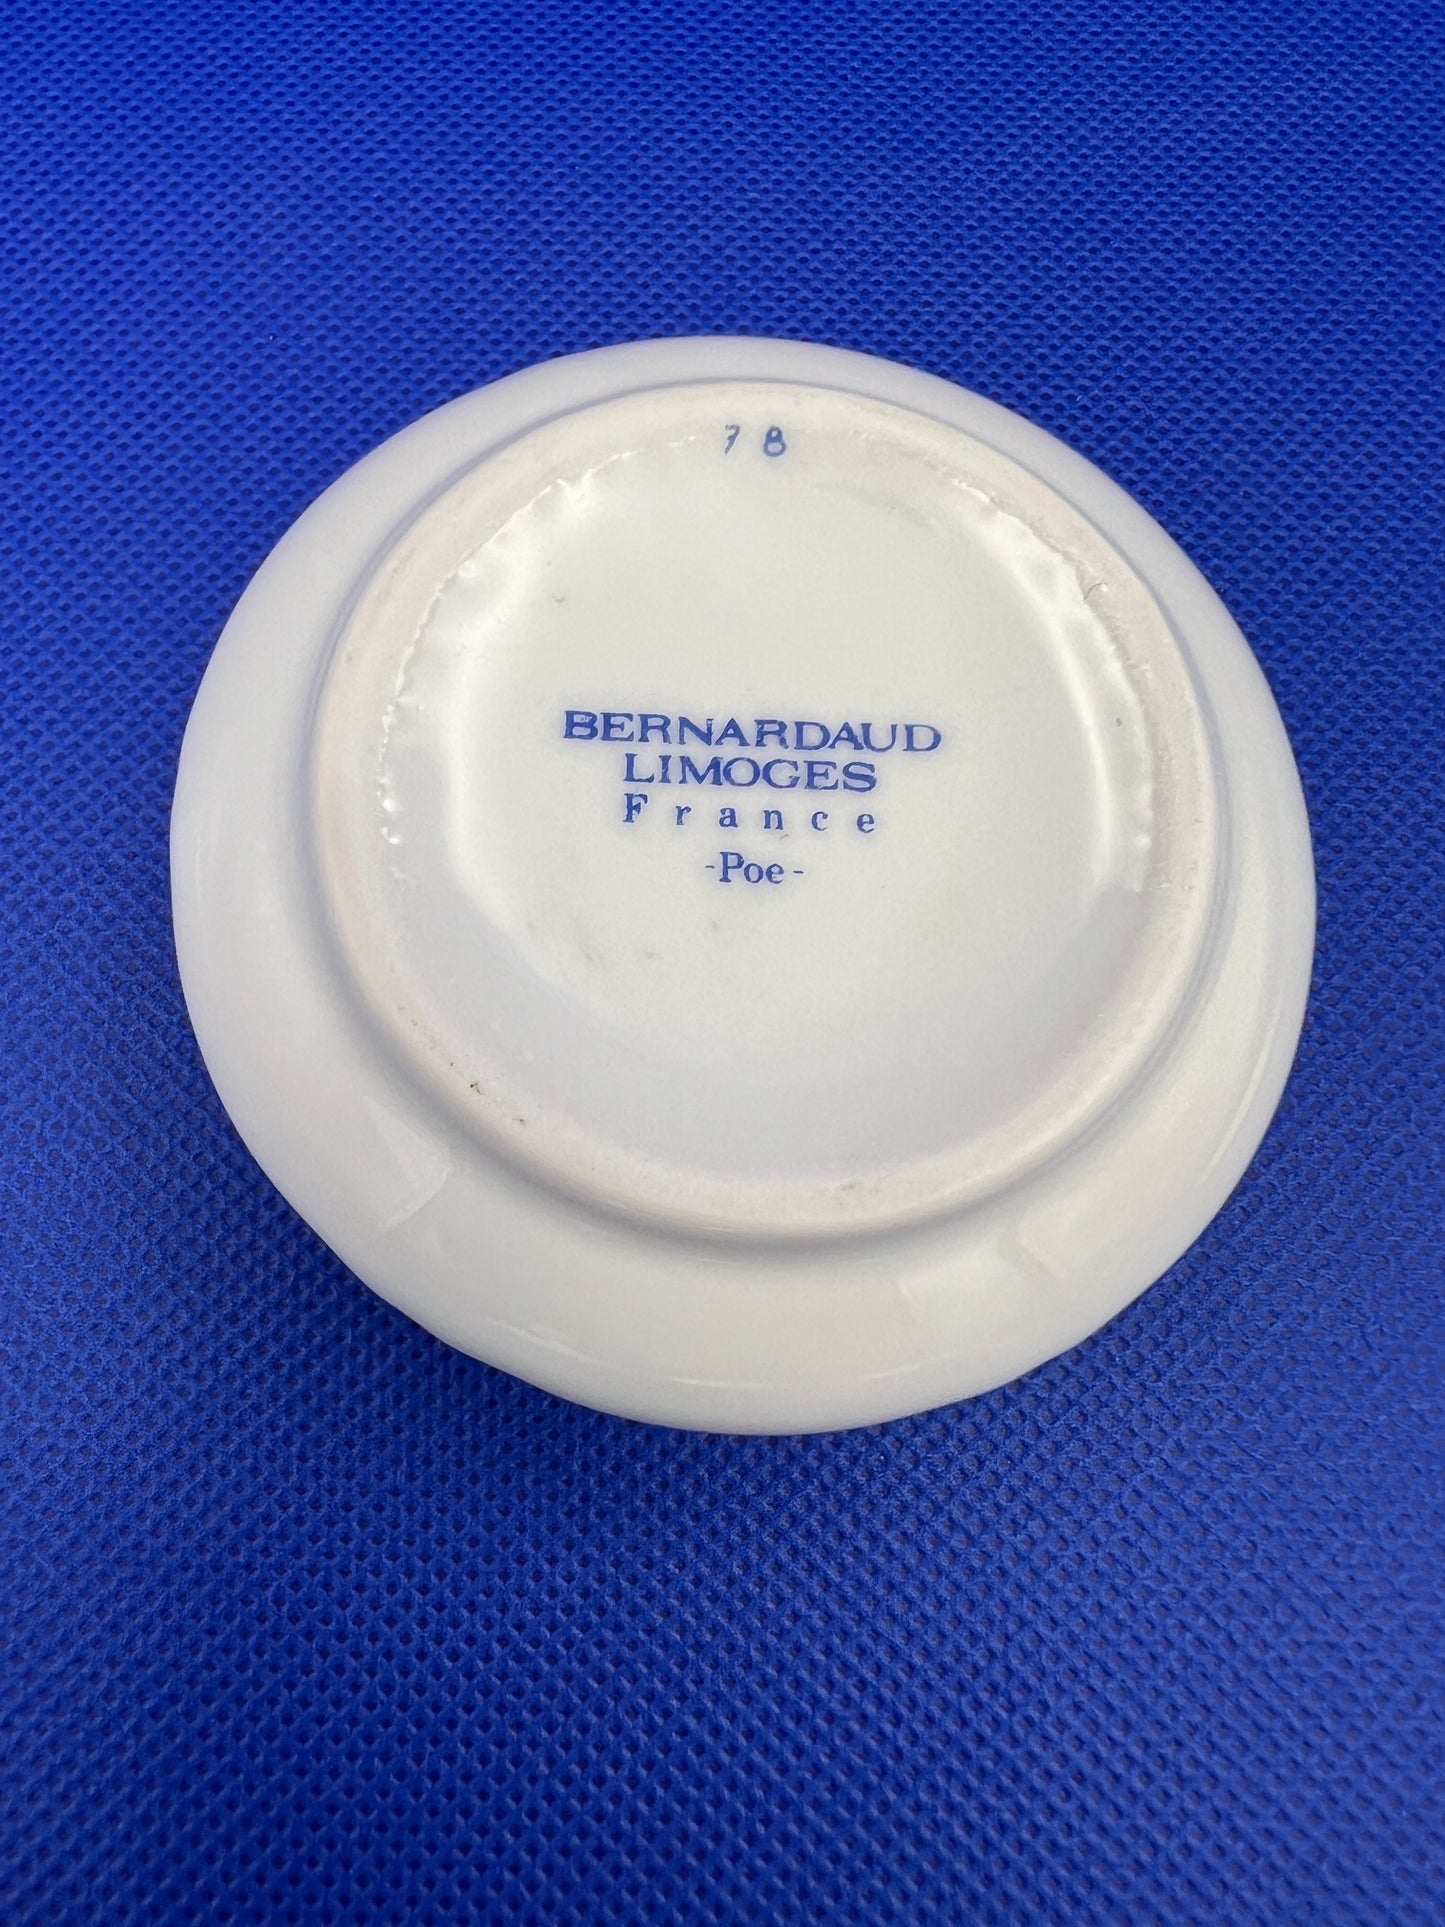 78
BERNARDAUD
LIMOGES
France
-Poe-